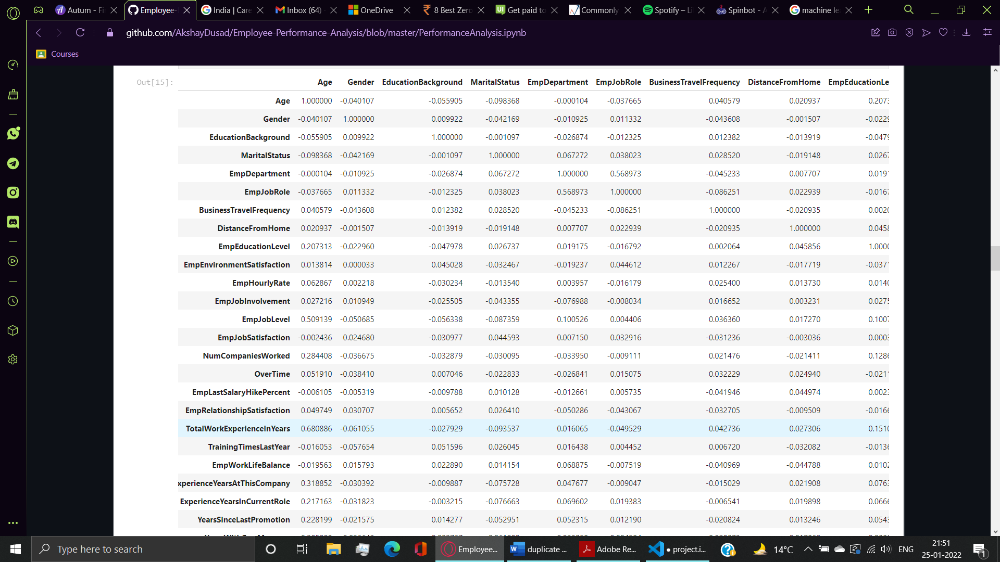 Autum - Fi
Employee-
India | Care
Inbox (64)
OneDrive
8 Best Zero
Get paid to
Commonly
Spotify – Li
Spinbot - A
machine le
github.com/AkshayDusad/Employee-Performance-Analysis/blob/master/PerformanceAnalysis.ipynb
Courses
Out[15]:
Age Gender EducationBackground MaritalStatus EmpDepartment EmpJobRole BusinessTravelFrequency DistanceFromHome EmpEducationLe
Age 1.000000 -0.040107 -0.055905 -0.098368 -0.000104 -0.037665 0.040579 0.020937 0.2073
Gender -0.040107 1.000000 0.009922 -0.042169 -0.010925 0.011332 -0.043608 -0.001507 -0.0229
EducationBackground -0.055905 0.009922 1.000000 -0.001097 -0.026874 -0.012325 0.012382 -0.013919 -0.0479
MaritalStatus -0.098368 -0.042169 -0.001097 1.000000 0.067272 0.038023 0.028520 -0.019148 0.0267
EmpDepartment -0.000104 -0.010925 -0.026874 0.067272 1.000000 0.568973 -0.045233 0.007707 0.0191
EmpJobRole -0.037665 0.011332 -0.012325 0.038023 0.568973 1.000000 -0.086251 0.022939 -0.0167
BusinessTravelFrequency 0.040579 -0.043608 0.012382 0.028520 -0.045233 -0.086251 1.000000 -0.020935 0.0020
DistanceFromHome 0.020937 -0.001507 -0.013919 -0.019148 0.007707 0.022939 -0.020935 1.000000 0.0458
EmpEducationLevel 0.207313 -0.022960 -0.047978 0.026737 0.019175 -0.016792 0.002064 0.045856 1.0000
EmpEnvironmentSatisfaction 0.013814 0.000033 0.045028 -0.032467 -0.019237 0.044612 0.012267 -0.017719 -0.0371
EmpHourlyRate 0.062867 0.002218 -0.030234 -0.013540 0.003957 -0.016179 0.025400 0.013730 0.0140
EmpJobInvolvement 0.027216 0.010949 -0.025505 -0.043355 -0.076988 -0.008034 0.016652 0.003231 0.0275
EmpJobLevel 0.509139 -0.050685 -0.056338 -0.087359 0.100526 0.004406 0.036360 0.017270 0.1007
EmpJobSatisfaction -0.002436 0.024680 -0.030977 0.044593 0.007150 0.032916 -0.031236 -0.003036 0.0003
NumCompaniesWorked 0.284408 -0.036675 -0.032879 -0.030095 -0.033950 -0.009111 0.021476 -0.021411 0.1286
OverTime 0.051910 -0.038410 0.007046 -0.022833 -0.026841 0.015075 0.032229 0.024940 -0.0211
EmpLastSalaryHikePercent -0.006105 -0.005319 -0.009788 0.010128 -0.012661 0.005735 -0.041946 0.044974 0.0023
EmpRelationshipSatisfaction 0.049749 0.030707 0.005652 0.026410 -0.050286 -0.043067 -0.032705 -0.009509 -0.0166
TotalWorkExperienceInYears 0.680886 -0.061055 -0.027929 -0.093537 0.016065 -0.049529 0.042736 0.027306 0.1510
TrainingTimesLastYear -0.016053 -0.057654 0.051596 0.026045 0.016438 0.004452 0.006720 -0.032082 -0.0136
EmpWorkLifeBalance -0.019563 0.015793 0.022890 0.014154 0.068875 -0.007519 -0.040969 -0.044788 0.0102
xperienceYearsAtThisCompany 0.318852 -0.030392 -0.009887 -0.075728 0.047677 -0.009047 -0.015029 0.021908 0.0763
ExperienceYearsInCurrentRole 0.217163 -0.031823 -0.003215 -0.076663 0.069602 0.019383 -0.006541 0.019898 0.0666
YearsSinceLastPromotion 0.228199 -0.021575 0.014277 -0.052951 0.052315 0.012190 -0.020824 0.013246 0.0543
Type here to search
Employee...
duplicate ...
Adobe Re...
● project.i...
14°C
ENG
21:51
25-01-2022
1